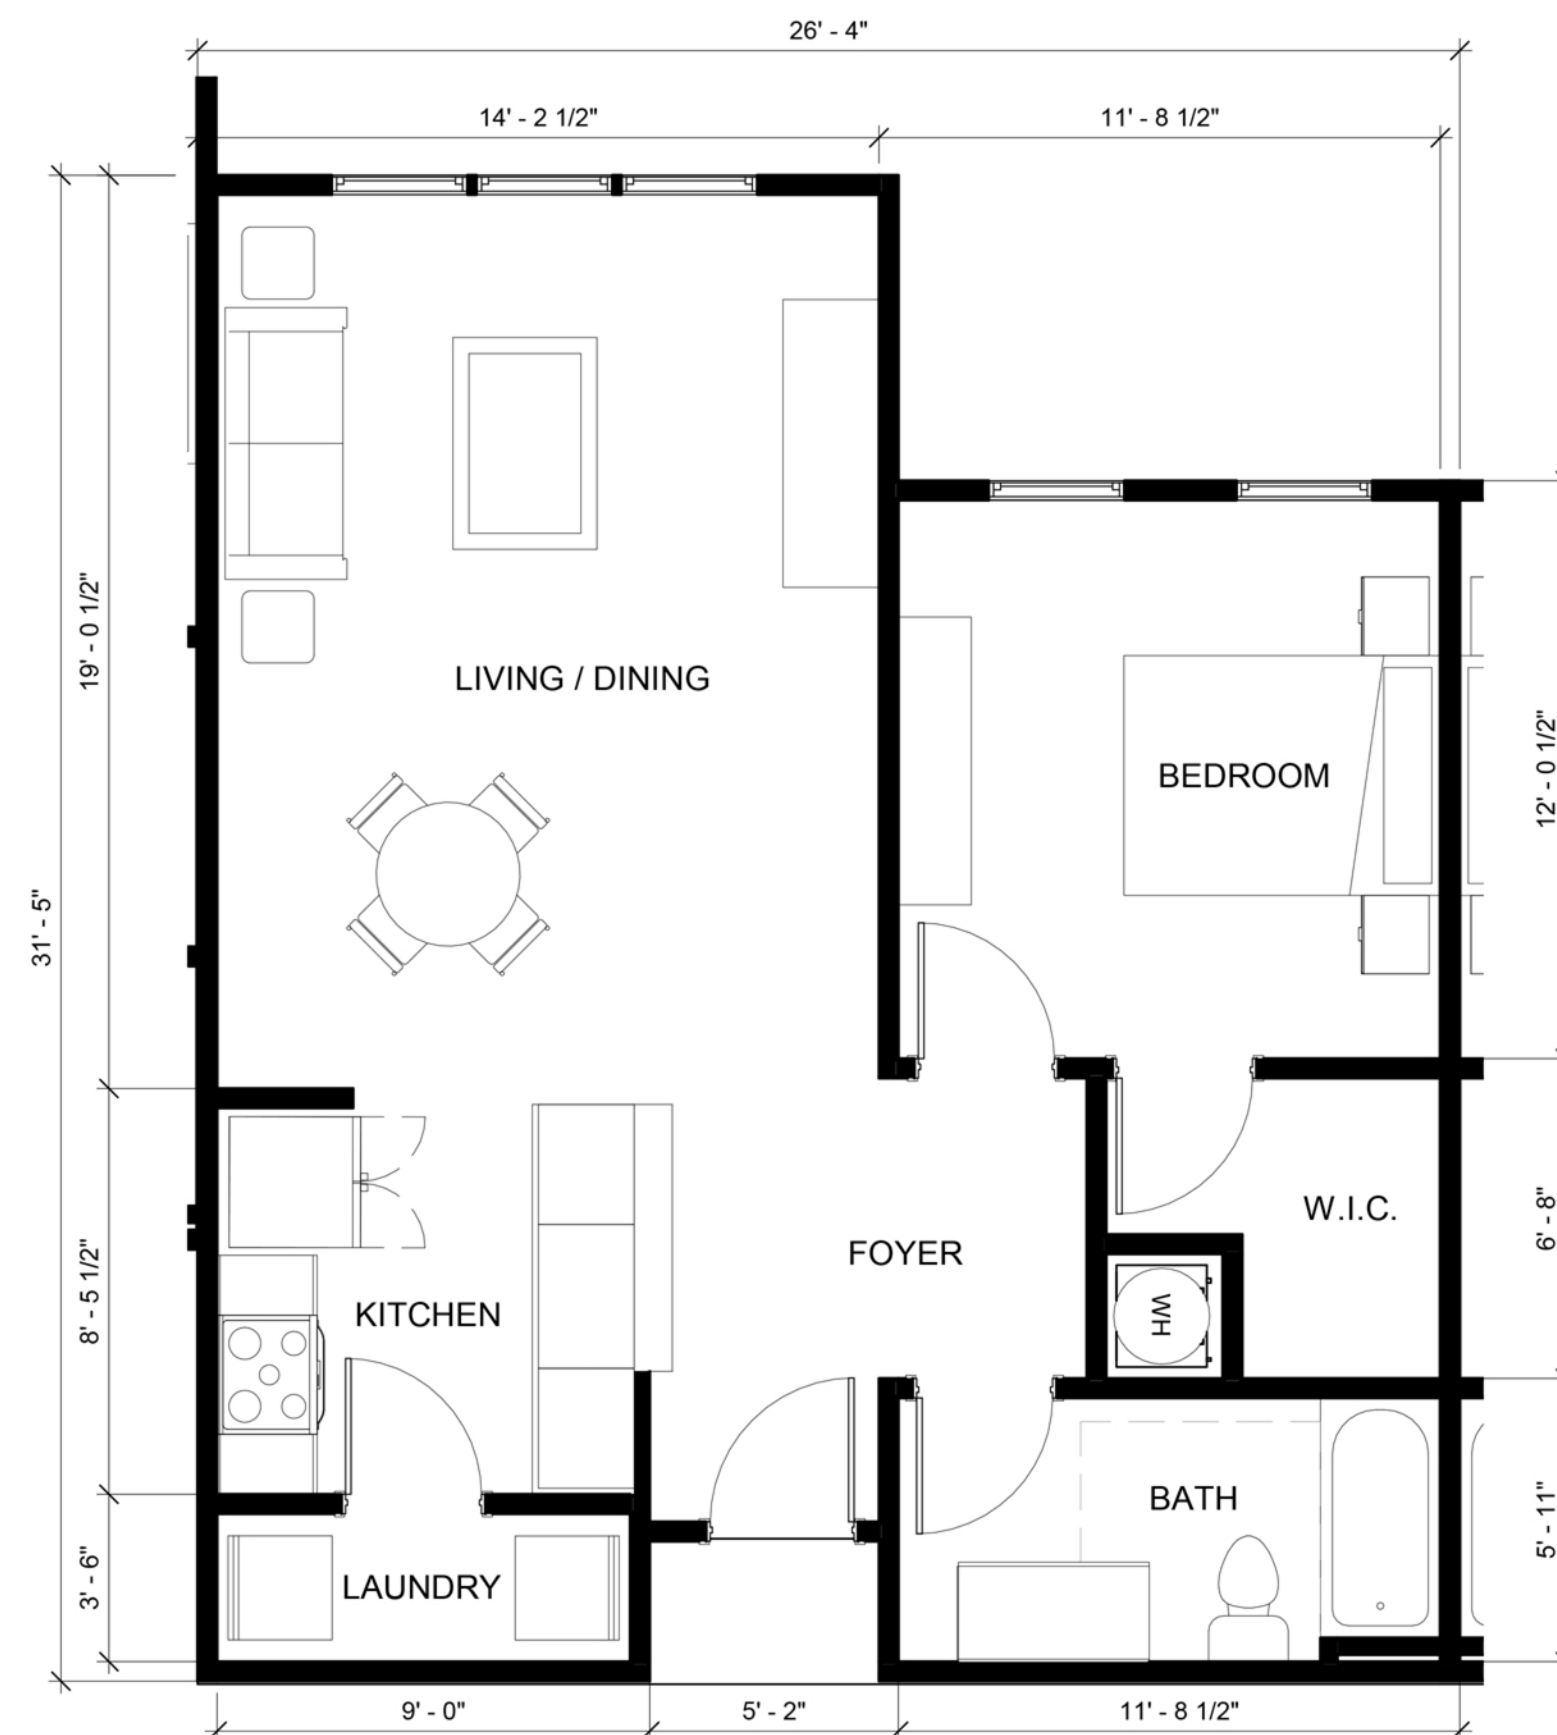 26' - 4"
14' - 2 1/2"
11' - 8 1/2"
19' - 0 1/2"
LIVING / DINING
BEDROOM
12' - 0 1/2"
31' - 5"
W.I.C.
6' - 8"
FOYER
8' - 5 1/2"
KITCHEN
WH
BATH
5' - 11"
3' - 6"
LAUNDRY
9' - 0"
5' - 2"
11' - 8 1/2"